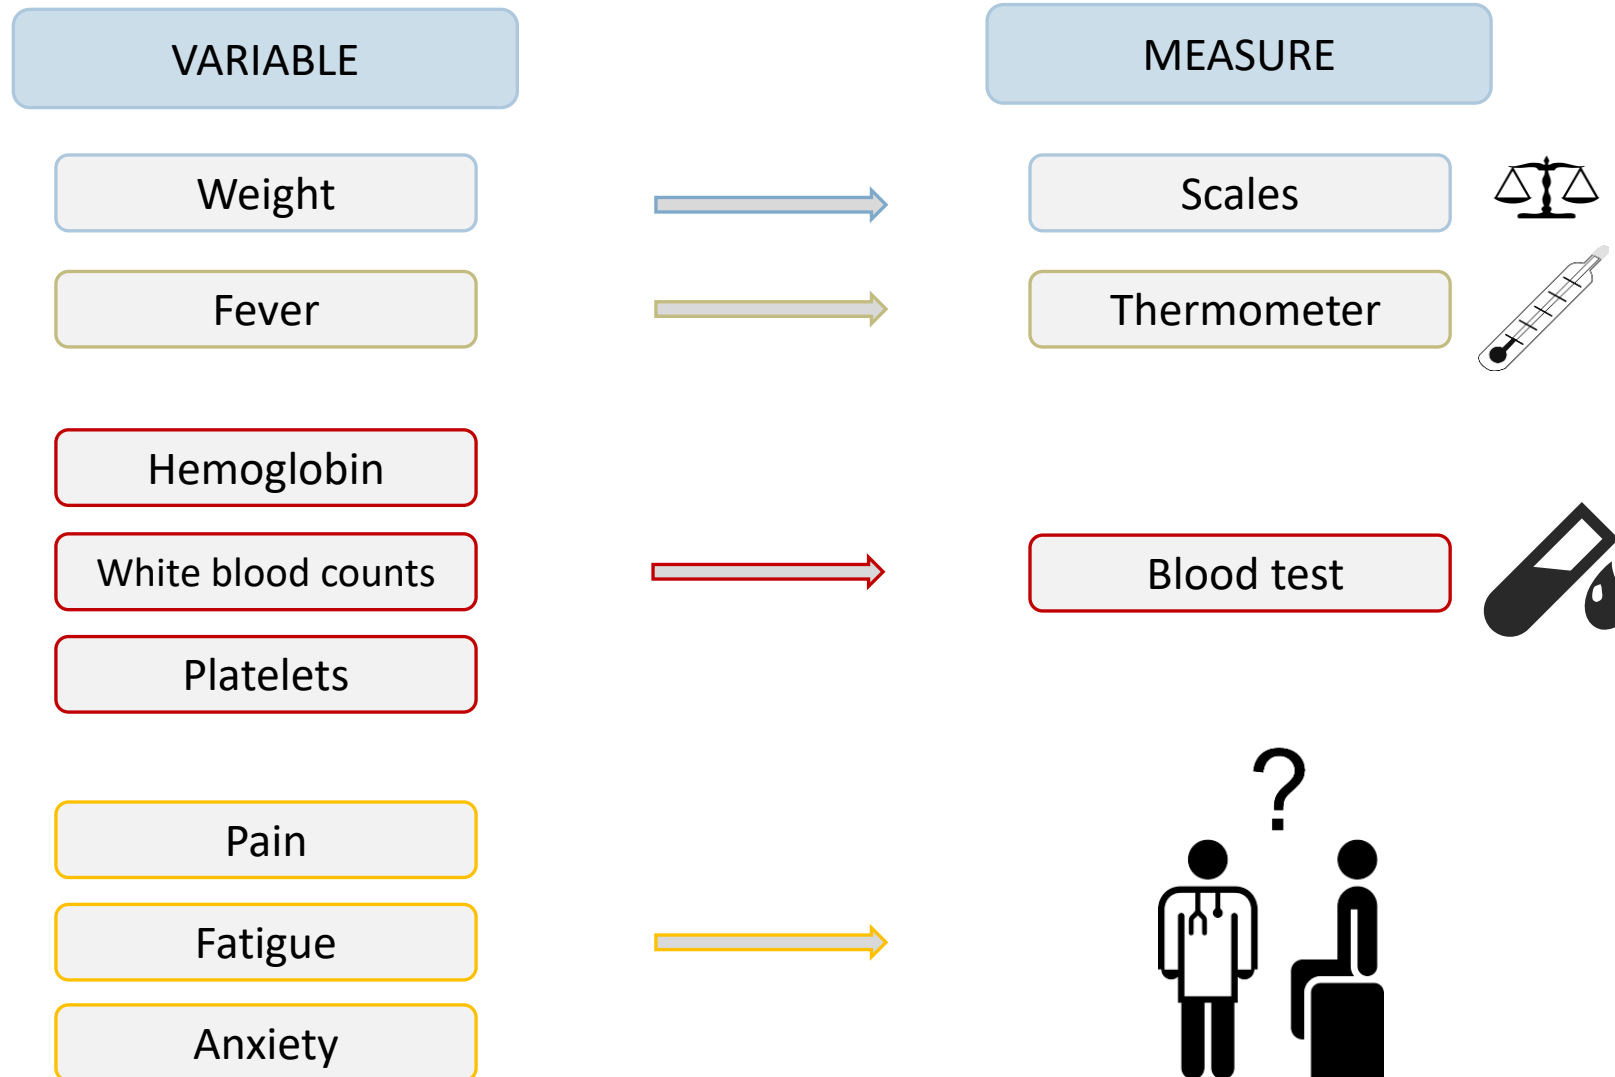 VARIABLE
MEASURE
Weight
Scales
Fever
Thermometer
Hemoglobin
White blood counts
Blood test
Platelets
?
Pain
Fatigue
Anxiety